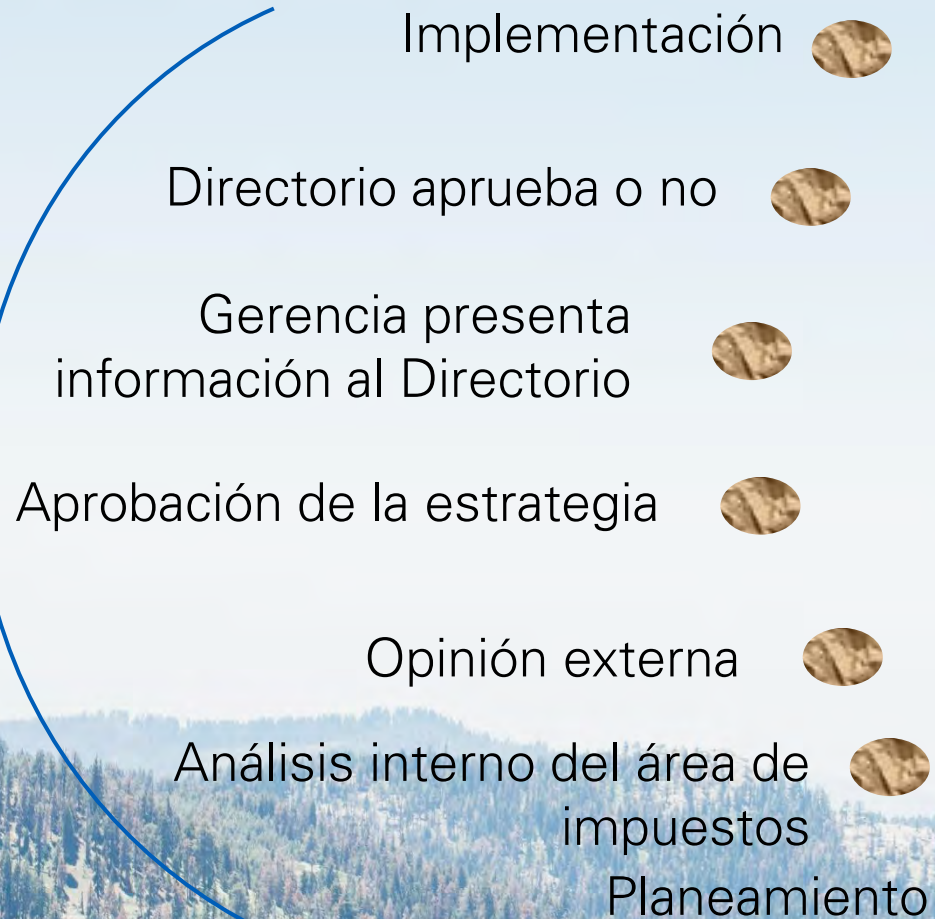 Implementación
Directorio aprueba o no
Gerencia presenta
información al Directorio
Aprobación de la estrategia
Opinión externa
Análisis interno del área de
impuestos
Planeamiento